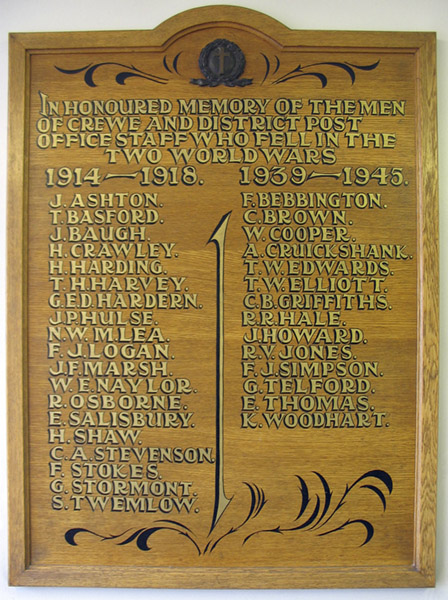 IN HONOURED MEMORY OF THE MEN
OF CREWE AND DISTRICT POST
OFFICE STAFF WHO FELL IN THE
TWO WORLD WARS
1914—1918.
J. ASHTON.
T. BASFORD.
J. BAUGH.
H. CRAWLEY.
H. HARDING.
T. H. HARVEY.
G. E. D. HARDERN.
J. P. HULSE.
N. W. M. LEA.
F. J. LOGAN.
J. F. MARSH.
W. E. NAYLOR.
R. OSBORNE.
E. SALISBURY.
H. SHAW.
C. A. STEVENSON.
F. STOKES.
G. STORMONT.
S. TWEMLOW.
1939—1945.
F. BEBBINGTON.
C. BROWN.
W. COOPER.
A. CRUICKSHANK.
T. W. EDWARDS.
T. W. ELLIOTT.
C. B. GRIFFITHS.
R. R. HALE.
J. HOWARD.
R. V. JONES.
F. J. SIMPSON.
G. TELFORD.
E. THOMAS.
K. WOODHART.